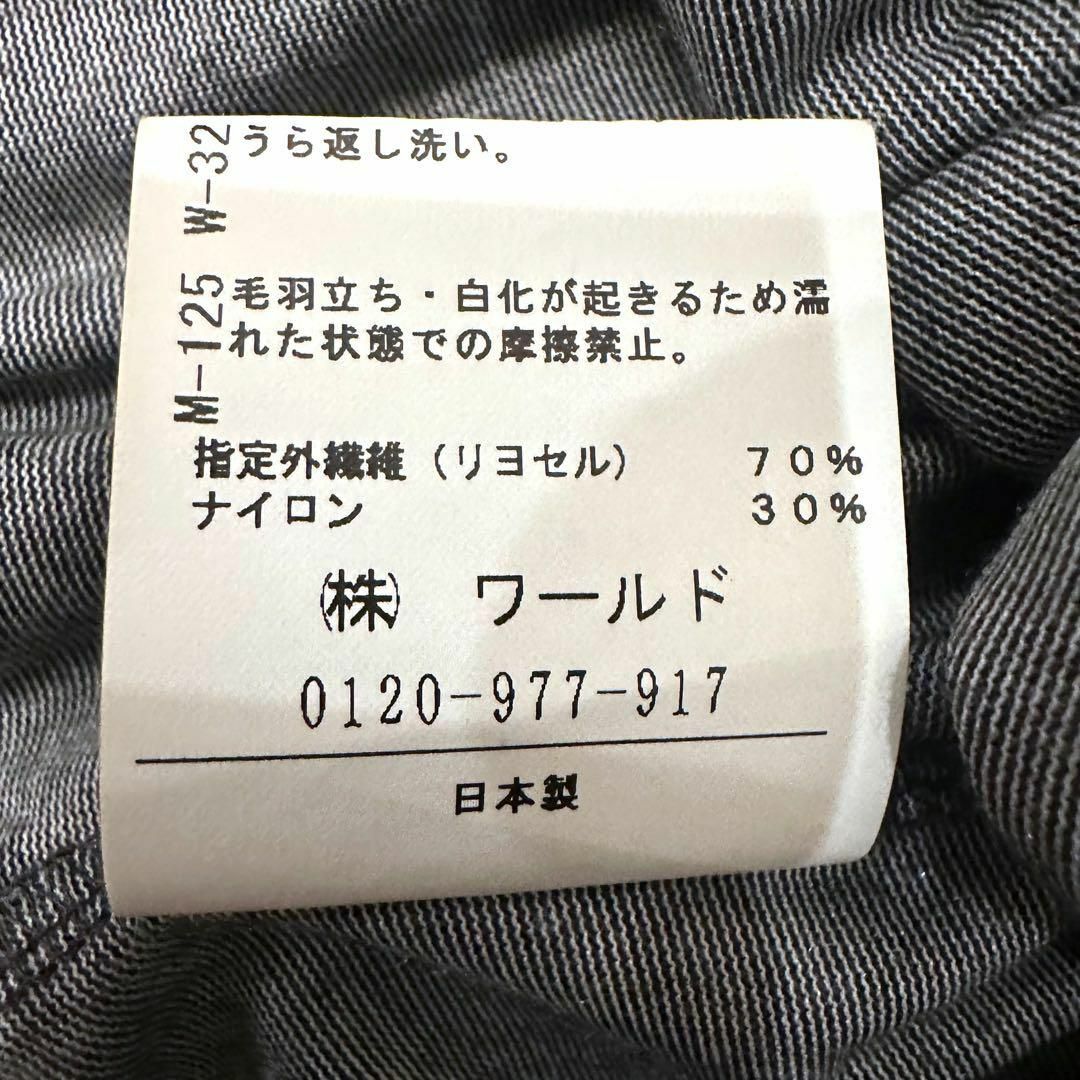 うら返し洗い。
M-125 W-32
毛羽立ち・白化が起きるため濡
れた状態での摩擦禁止。
指定外繊維（リヨセル） ７０％
ナイロン ３０％
㈱ ワールド
0120-977-917
日本製